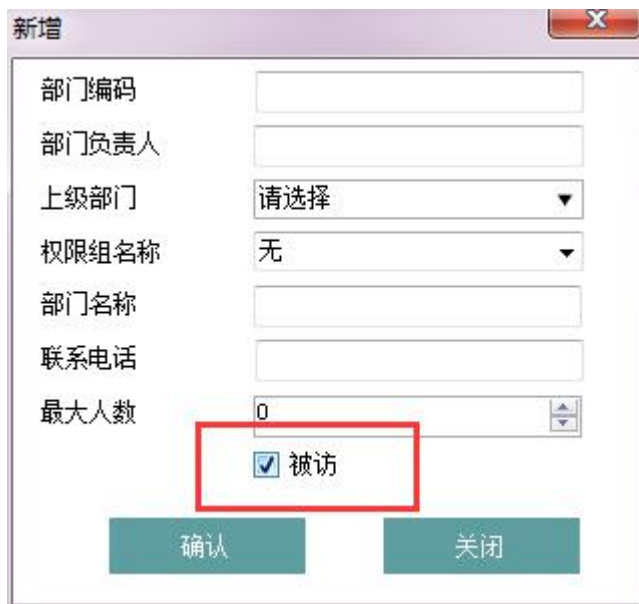 新增
部门编码
部门负责人
上级部门 请选择
权限组名称 无
部门名称
联系电话
最大人数 0
被访
确认 关闭